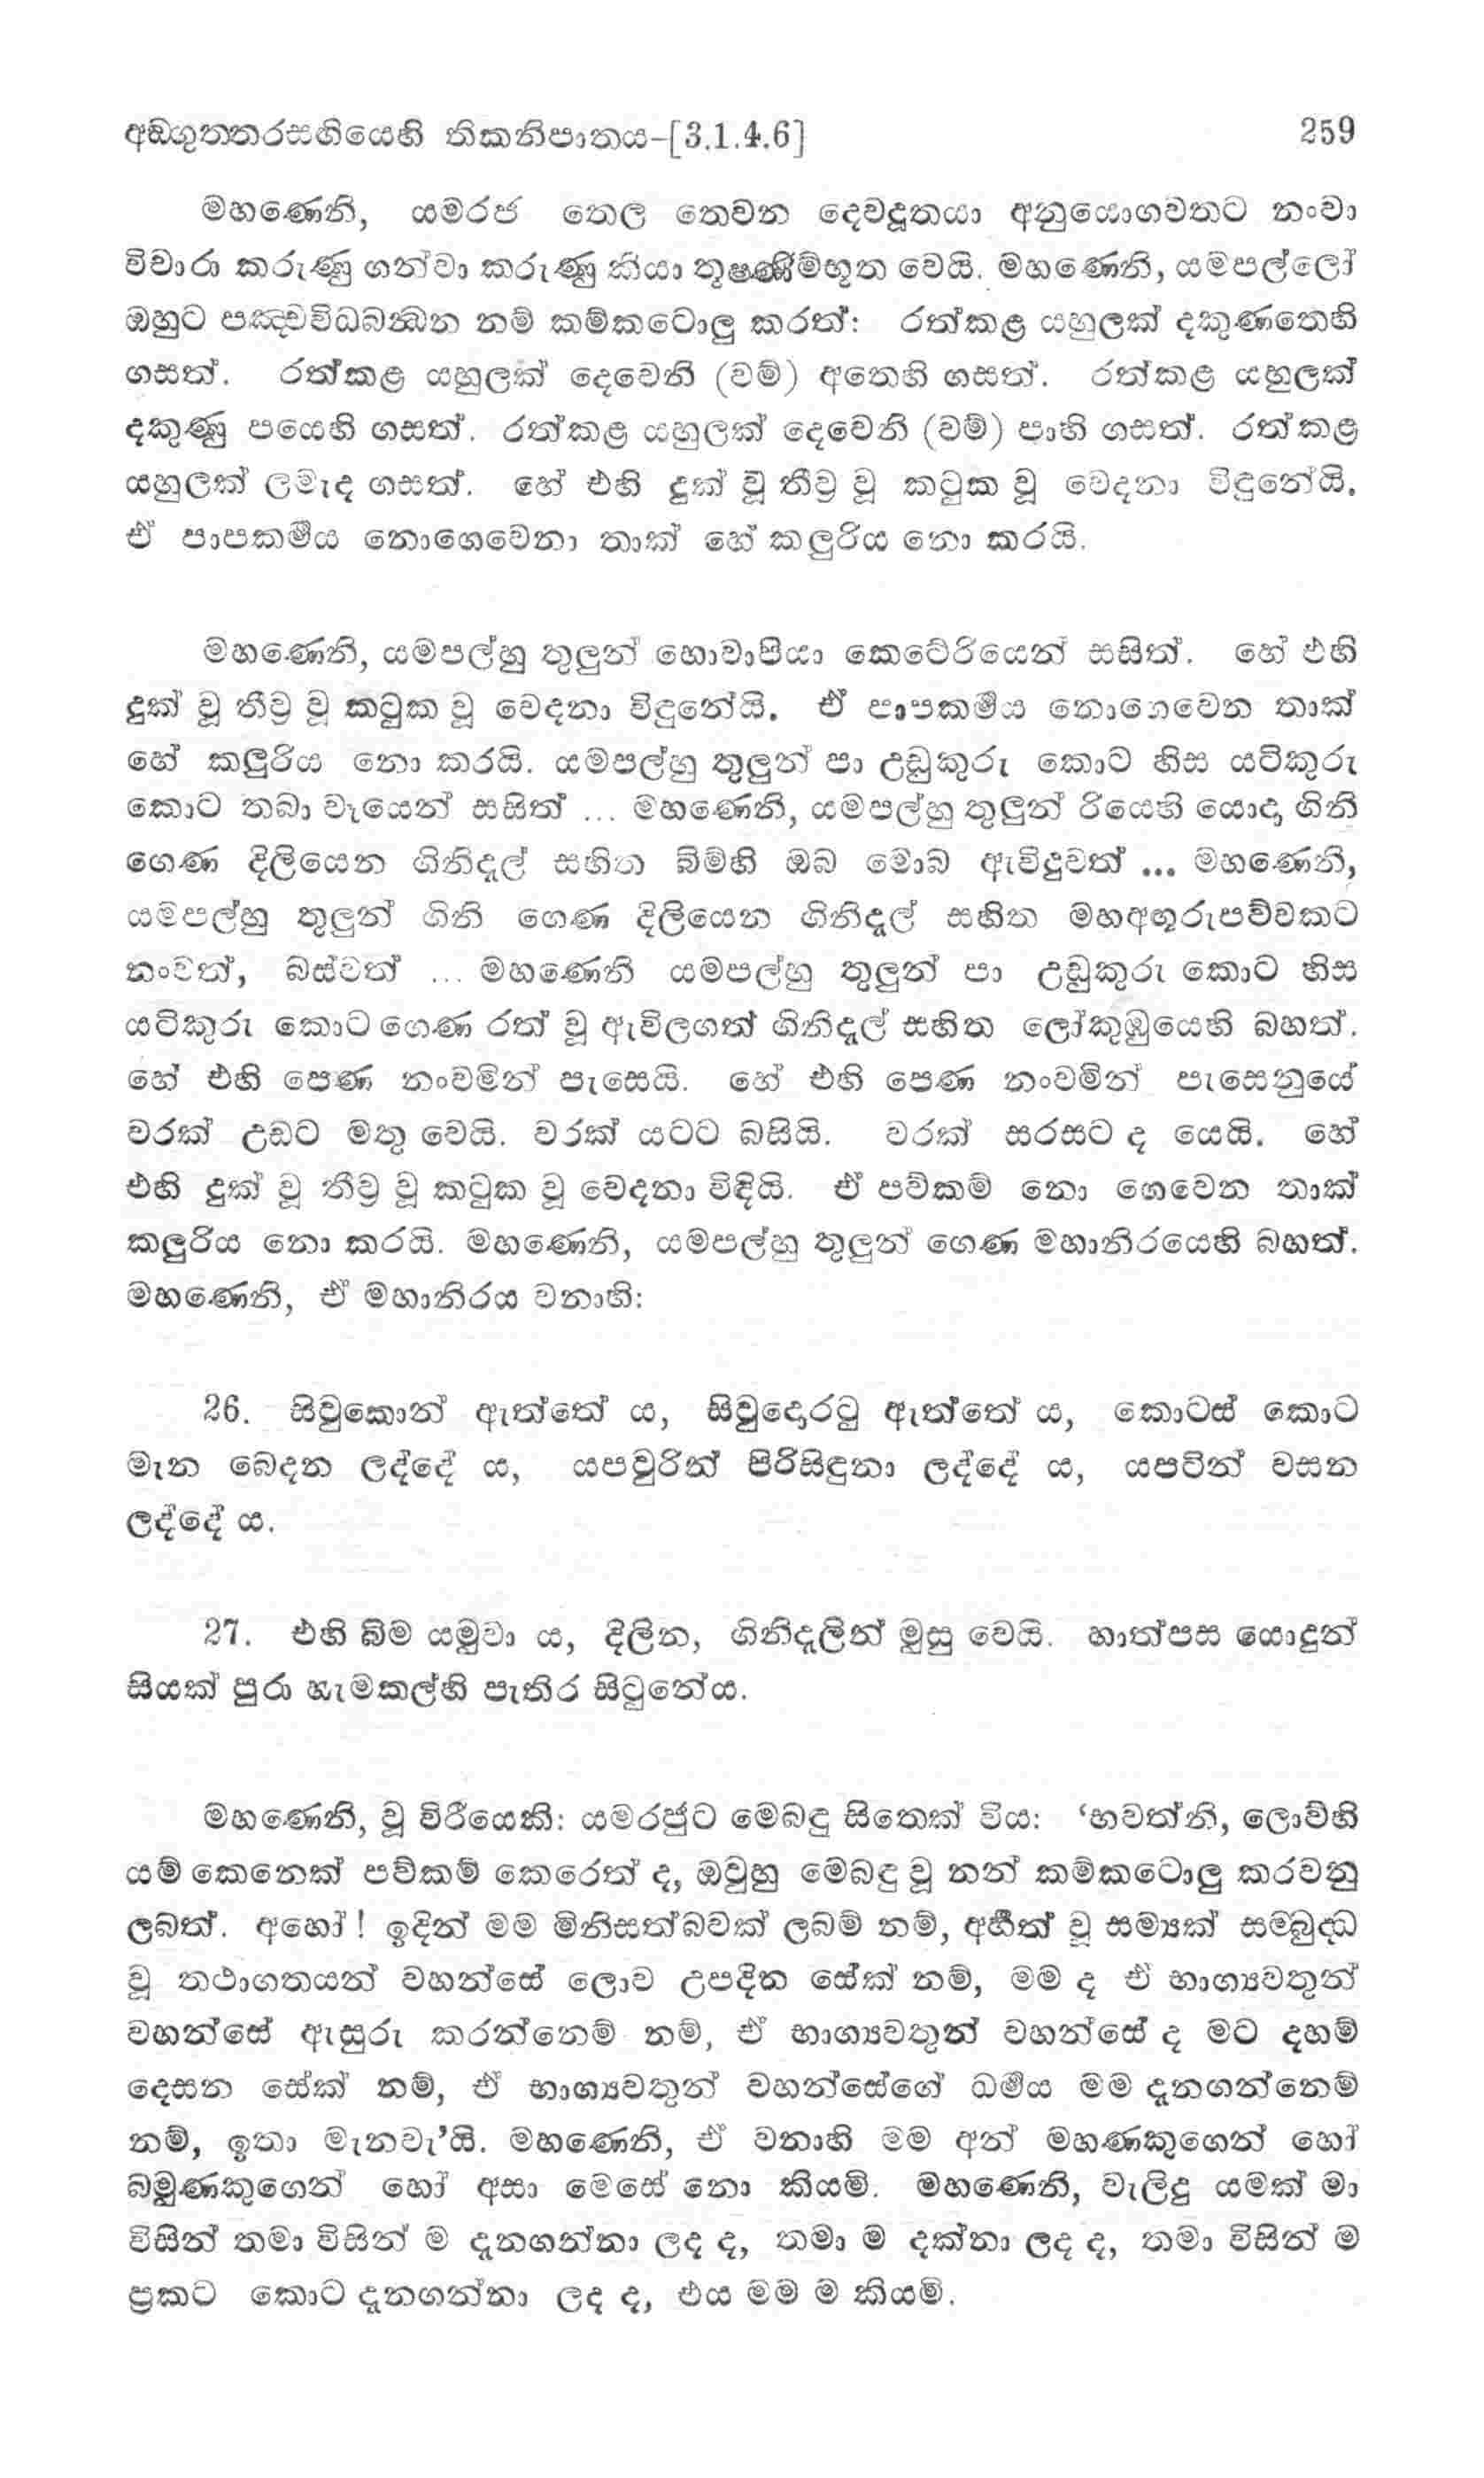 අඞ්ගුත්තරසඟියෙහි තිකනිපාතය-[3.1.4.6] 259
මහණෙනි, යමරජ තෙල තෙවන දෙවදූතයා අනුයොගවතට නංවා
විචාරා කරුණු ගන්වා කරුණු කියා තූෂ්ණීම්භූත වෙයි. මහණෙනි, යමපල්ලෝ
ඔහුට පඤ්චවිධබන්ධන නම් කම්කටොලු කරත්: රත්කළ යහුලක් දකුණතෙහි
ගසත්. රත්කළ යහුලක් දෙවෙනි (වම්) අතෙහි ගසත්. රත්කළ යහුලක්
දකුණු පයෙහි ගසත්. රත්කළ යහුලක් දෙවෙනි (වම්) පාහි ගසත්. රත්කළ
යහුලක් ලමැද ගසත්. හේ එහි දුක් වූ තීව්‍ර වූ කටුක වූ වෙදනා විඳුනේයි.
ඒ පාපකර්මය නොගෙවෙනා තාක් හේ කලුරිය නො කරයි.
මහණෙනි, යමපල්හු තුලුන් හොවාපියා කෙටේරියෙන් සසිත්. හේ එහි
දුක් වූ තීව්‍ර වූ කටුක වූ වෙදනා විඳුනේයි. ඒ පාපකර්මය නොගෙවෙන තාක්
හේ කලුරිය නො කරයි. යමපල්හු තුලුන් පා උඩුකුරු කොට හිස යටිකුරු
කොට තබා වෑයෙන් සසිත් ... මහණෙනි, යමපල්හු තුලුන් රියෙහි යොදා ගිනි
ගෙණ දිලියෙන ගිනිදැල් සහිත බිම්හි ඔබ මොබ ඇවිදුවත් ... මහණෙනි,
යමපල්හු තුලුන් ගිනි ගෙණ දිලියෙන ගිනිදැල් සහිත මහඅඟුරුපව්වකට
නංවත්, බස්වත් ... මහණෙනි යමපල්හු තුලුන් පා උඩුකුරු කොට හිස
යටිකුරු කොට ගෙණ රත් වූ ඇවිලගත් ගිනිදැල් සහිත ලෝකුඹුයෙහි බහත්.
හේ එහි පෙණ නංවමින් පැසෙයි. හේ එහි පෙණ නංවමින් පැසෙනුයේ
වරක් උඩට මතු වෙයි. වරක් යටට බසියි. වරක් සරසට ද යෙයි. හේ
එහි දුක් වූ තීව්‍ර වූ කටුක වූ වෙදනා විඳියි. ඒ පව්කම් නො ගෙවෙන තාක්
කලුරිය නො කරයි. මහණෙනි, යමපල්හු තුලුන් ගෙණ මහානිරයෙහි බහත්.
මහණෙනි, ඒ මහානිරය වනාහි:
26. සිවුකොන් ඇත්තේ ය, සිවුදොරටු ඇත්තේ ය, කොටස් කොට
මැන බෙදන ලද්දේ ය, යපවුරින් පිරිසිඳුනා ලද්දේ ය, යපටින් වසන
ලද්දේ ය.
27. එහි බිම යමුවා ය, දිලින, ගිනිදැලින් මුසු වෙයි. හාත්පස යොදුන්
සියක් පුරා හැමකල්හි පැතිර සිටුනේය.
මහණෙනි, වූ විරීයෙකි: යමරජුට මෙබඳු සිතෙක් විය: ‘භවත්නි, ලොව්හි
යම් කෙනෙක් පව්කම් කෙරෙත් ද, ඔවුහු මෙබඳු වූ නන් කම්කටොලු කරවනු
ලබත්. අහෝ! ඉදින් මම මිනිසත්බවක් ලබම් නම්, අර්හත් වූ සම්‍යක් සම්බුද්ධ
වූ තථාගතයන් වහන්සේ ලොව උපදින සේක් නම්, මම ද ඒ භාග්‍යවතුන්
වහන්සේ ඇසුරු කරන්නෙම් නම්, ඒ භාග්‍යවතුන් වහන්සේ ද මට දහම්
දෙසන සේක් නම්, ඒ භාග්‍යවතුන් වහන්සේගේ ධර්මය මම දැනගන්නෙම්
නම්, ඉතා මැනවැ’යි. මහණෙනි, ඒ වනාහි මම අන් මහණකුගෙන් හෝ
බමුණකුගෙන් හෝ අසා මෙසේ නො කියමි. මහණෙනි, වැලිදු යමක් මා
විසින් තමා විසින් ම දැනගන්නා ලද ද, තමා ම දක්නා ලද ද, තමා විසින් ම
ප්‍රකට කොට දැනගන්නා ලද ද, එය මම ම කියමි.